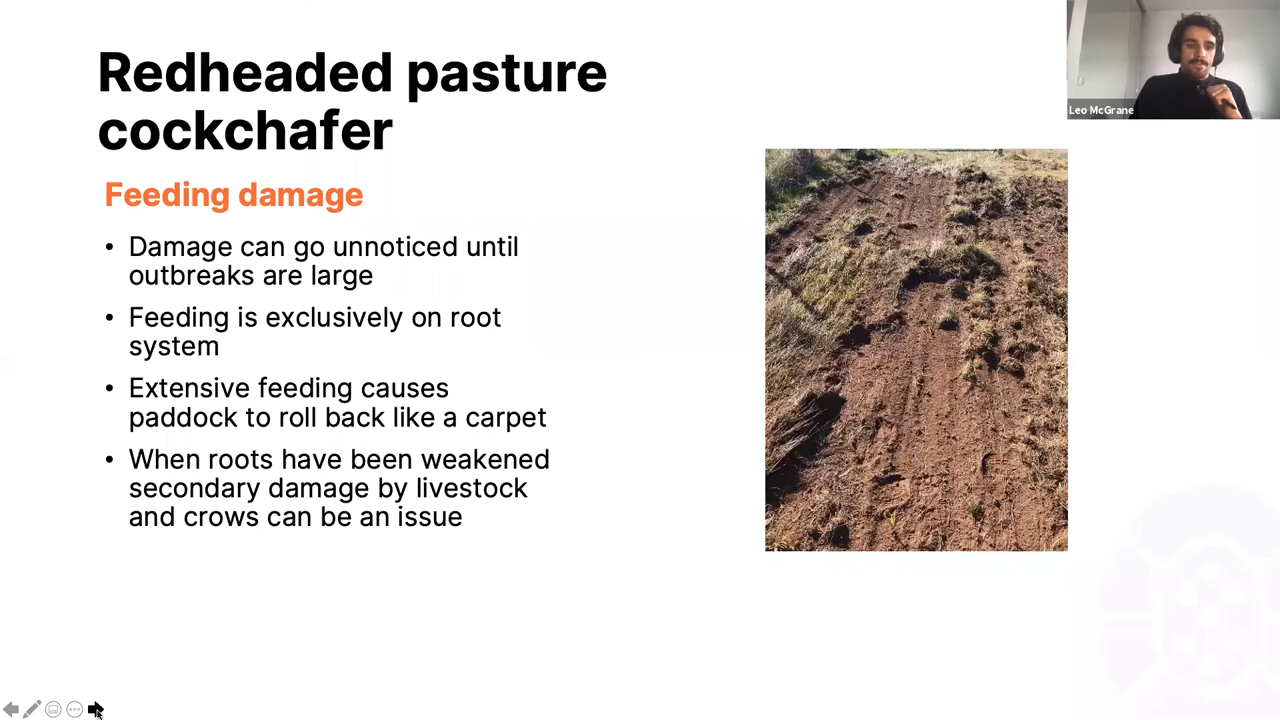 Redheaded pasture
cockchafer
Feeding damage
• Damage can go unnoticed until
outbreaks are large
• Feeding is exclusively on root
system
• Extensive feeding causes
paddock to roll back like a carpet
• When roots have been weakened
secondary damage by livestock
and crows can be an issue
Leo McGrane